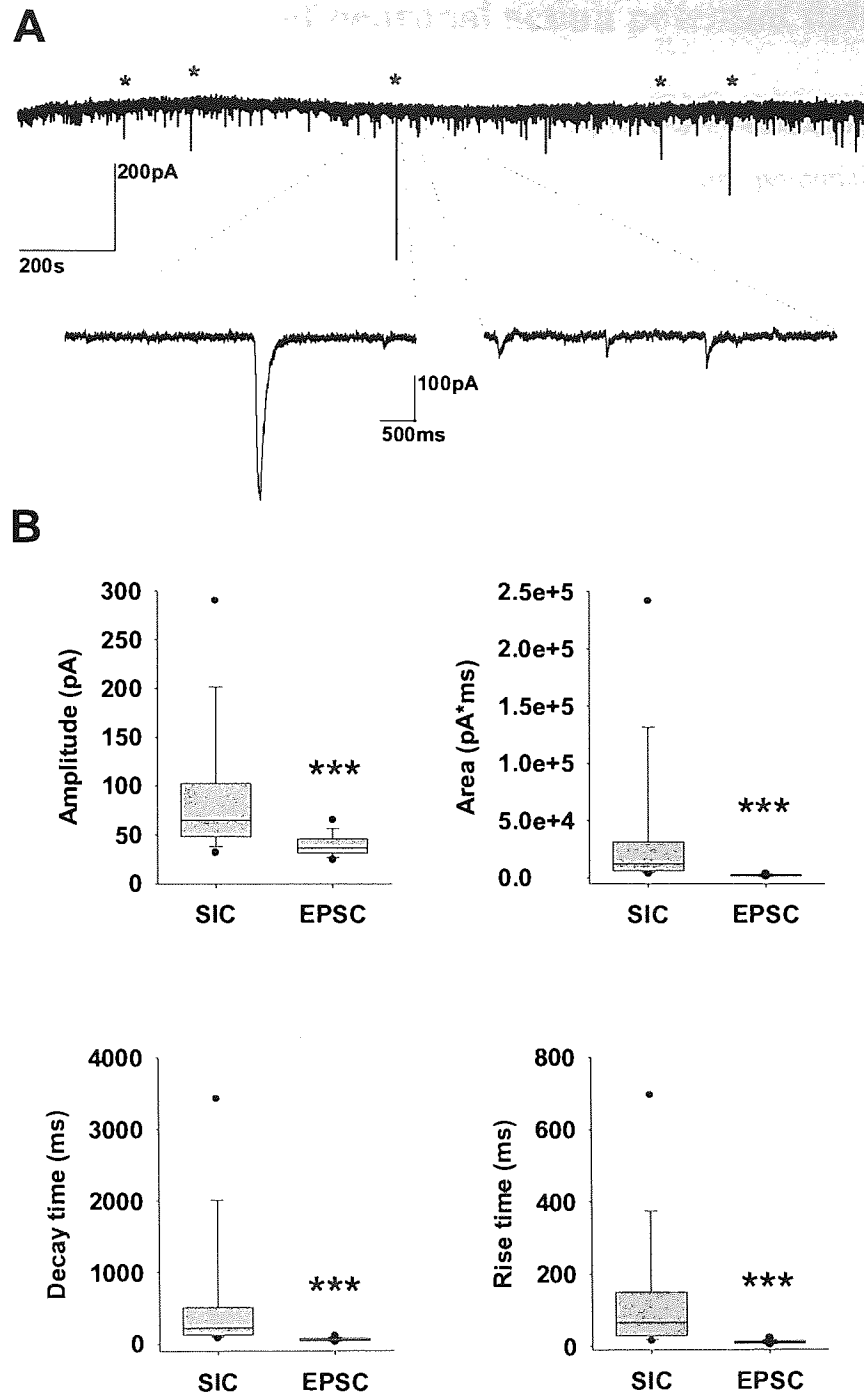 A
* * * * *
200pA
200s
100pA
500ms
B
300
250
200
150
100
50
0
Amplitude (pA)
***
SIC EPSC
2.5e+5
2.0e+5
1.5e+5
1.0e+5
5.0e+4
0.0
Area (pA*ms)
***
SIC EPSC
4000
3000
2000
1000
0
Decay time (ms)
***
SIC EPSC
800
600
400
200
0
Rise time (ms)
***
SIC EPSC